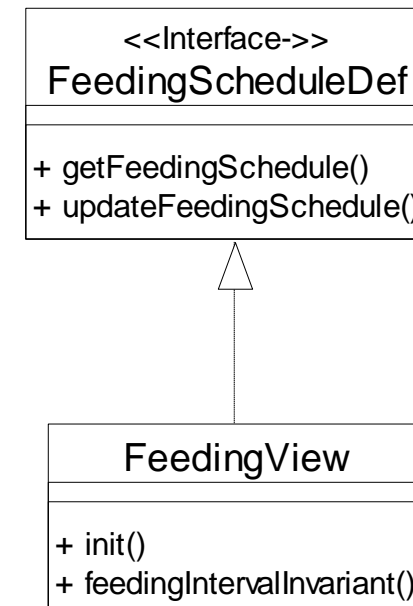 <<Interface->>
FeedingScheduleDef
+ getFeedingSchedule()
+ updateFeedingSchedule()
FeedingView
+ init()
+ feedingIntervalInvariant()